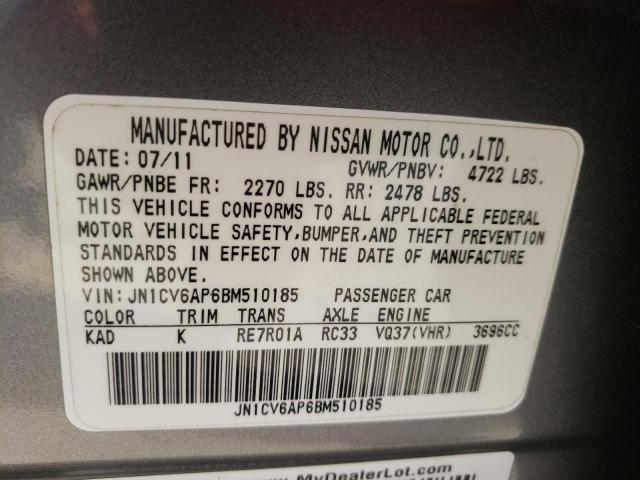 MANUFACTURED BY NISSAN MOTOR CO.,LTD.
DATE: 07/11 GVWR/PNBV: 4722 LBS.
GAWR/PNBE FR: 2270 LBS. RR: 2478 LBS.
THIS VEHICLE CONFORMS TO ALL APPLICABLE FEDERAL
MOTOR VEHICLE SAFETY,BUMPER,AND THEFT PREVENTION
STANDARDS IN EFFECT ON THE DATE OF MANUFACTURE
SHOWN ABOVE.
VIN:JN1CV6AP6BM510185 PASSENGER CAR
COLOR TRIM TRANS AXLE ENGINE
KAD K RE7R01A RC33 VQ37(VHR) 3696CC
JN1CV6AP6BM510185
www.MyDealerLot.com